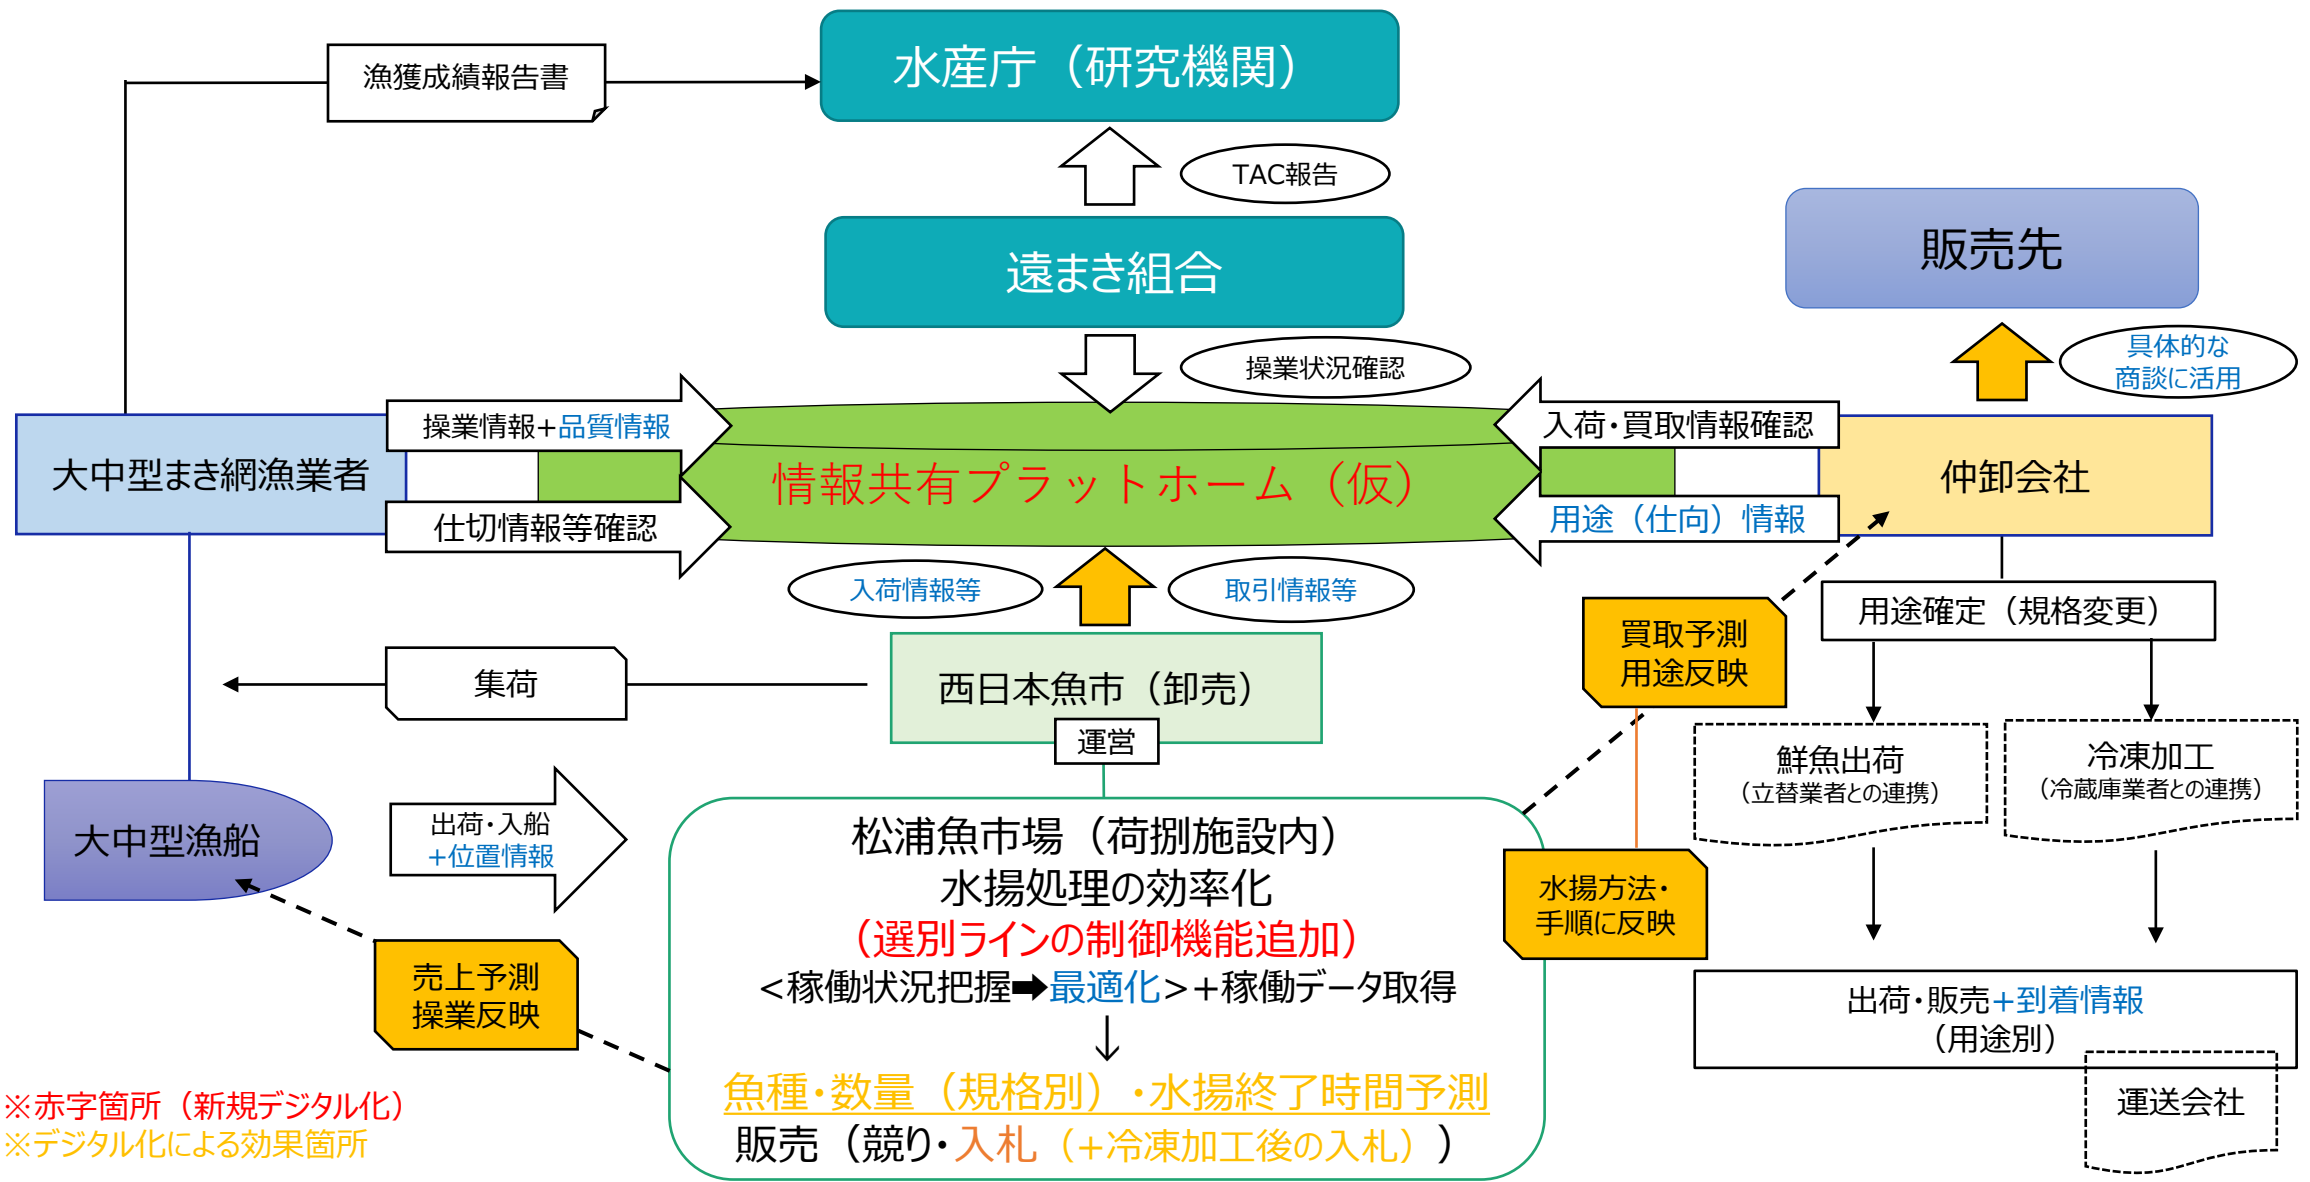 水産庁（研究機関）
漁獲成績報告書
TAC報告
遠まき組合
販売先
操業状況確認
具体的な
商談に活用
操業情報+品質情報
入荷・買取情報確認
大中型まき網漁業者
情報共有プラットホーム（仮）
仲卸会社
仕切情報等確認
用途（仕向）情報
入荷情報等
取引情報等
用途確定（規格変更）
買取予測
用途反映
集荷
西日本魚市（卸売）
運営
鮮魚出荷
（立替業者との連携）
冷凍加工
（冷蔵庫業者との連携）
大中型漁船
出荷・入船
+位置情報
松浦魚市場（荷捌施設内）
水揚処理の効率化
（選別ラインの制御機能追加）
<稼働状況把握➡最適化>+稼働データ取得
↓
魚種・数量（規格別）・水揚終了時間予測
販売（競り・入札（+冷凍加工後の入札））
水揚方法・
手順に反映
売上予測
操業反映
出荷・販売+到着情報
（用途別）
運送会社
※赤字箇所（新規デジタル化）
※デジタル化による効果箇所